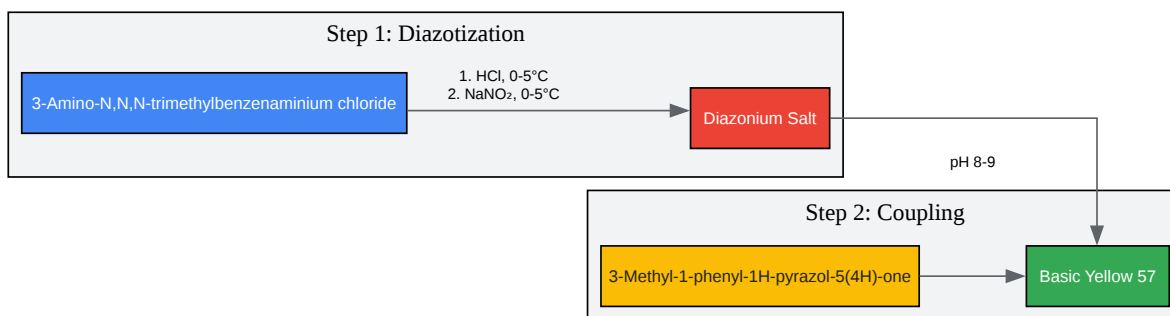 Step 1: Diazotization
1. HCl, 0-5°C
2. NaNO₂, 0-5°C
3-Amino-N,N,N-trimethylbenzenaminium chloride
Diazonium Salt
pH 8-9
Step 2: Coupling
3-Methyl-1-phenyl-1H-pyrazol-5(4H)-one
Basic Yellow 57